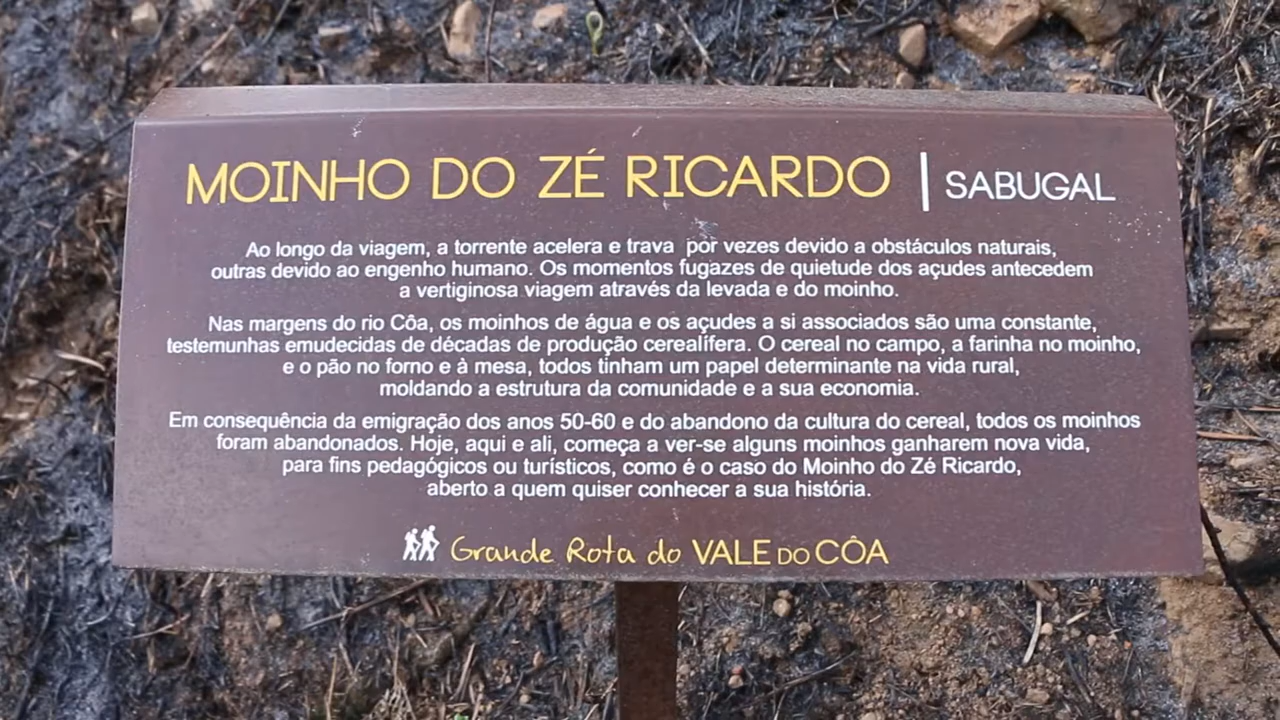 MOINHO DO ZÉ RICARDO | SABUGAL
Ao longo da viagem, a torrente acelera e trava por vezes devido a obstáculos naturais,
outras devido ao engenho humano. Os momentos fugazes de quietude dos açudes antecedem
a vertiginosa viagem através da levada e do moinho.
Nas margens do rio Côa, os moinhos de água e os açudes a si associados são uma constante,
testemunhas emudecidas de décadas de produção cerealífera. O cereal no campo, a farinha no moinho,
e o pão no forno e à mesa, todos tinham um papel determinante na vida rural,
moldando a estrutura da comunidade e a sua economia.
Em consequência da emigração dos anos 50-60 e do abandono da cultura do cereal, todos os moinhos
foram abandonados. Hoje, aqui e ali, começa a ver-se alguns moinhos ganharem nova vida,
para fins pedagógicos ou turísticos, como é o caso do Moinho do Zé Ricardo,
aberto a quem quiser conhecer a sua história.
Grande Rota do VALE DO CÔA